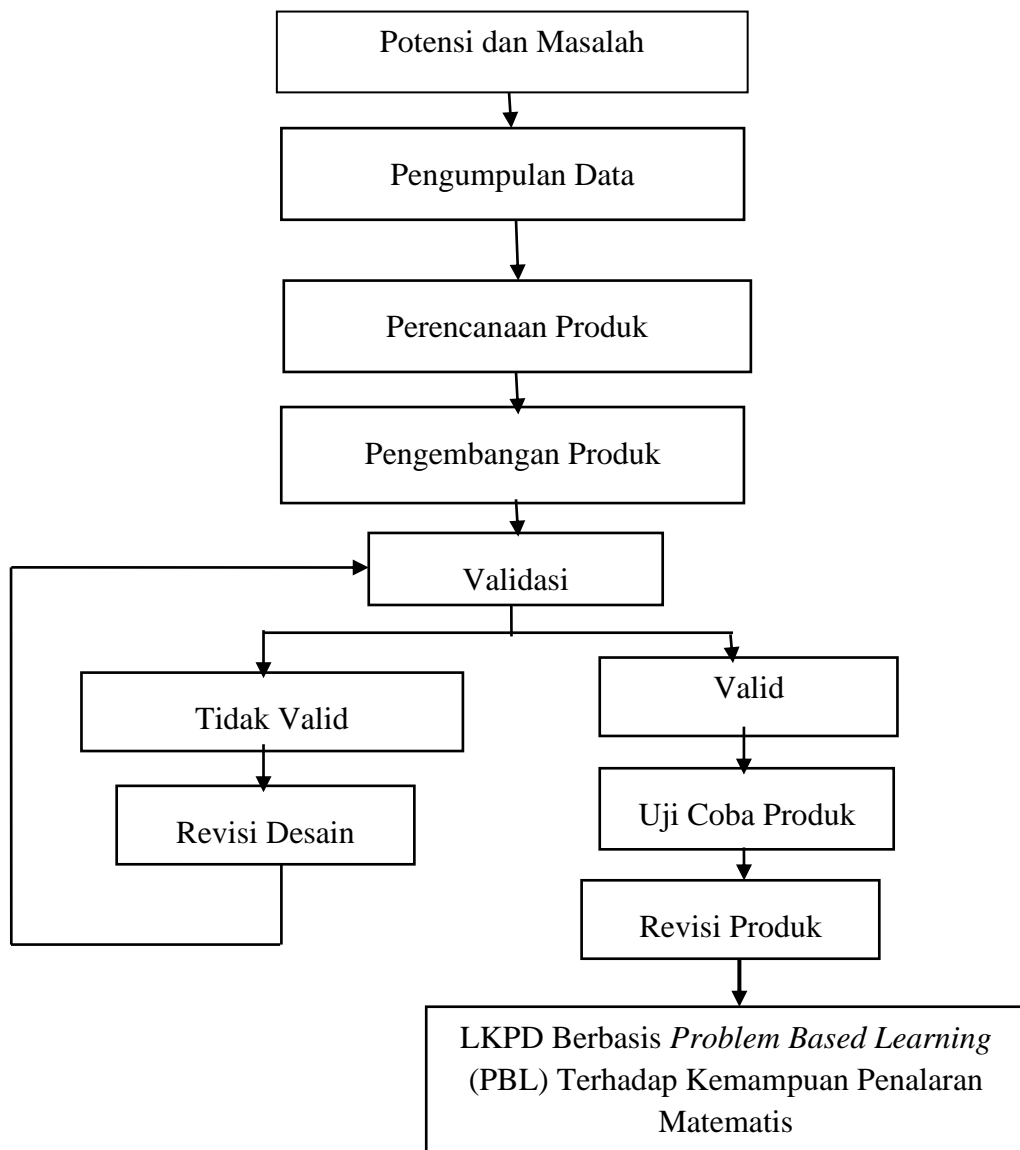 Potensi dan Masalah
Pengumpulan Data
Perencanaan Produk
Pengembangan Produk
Validasi
Tidak Valid
Valid
Revisi Desain
Uji Coba Produk
Revisi Produk
LKPD Berbasis Problem Based Learning
(PBL) Terhadap Kemampuan Penalaran
Matematis